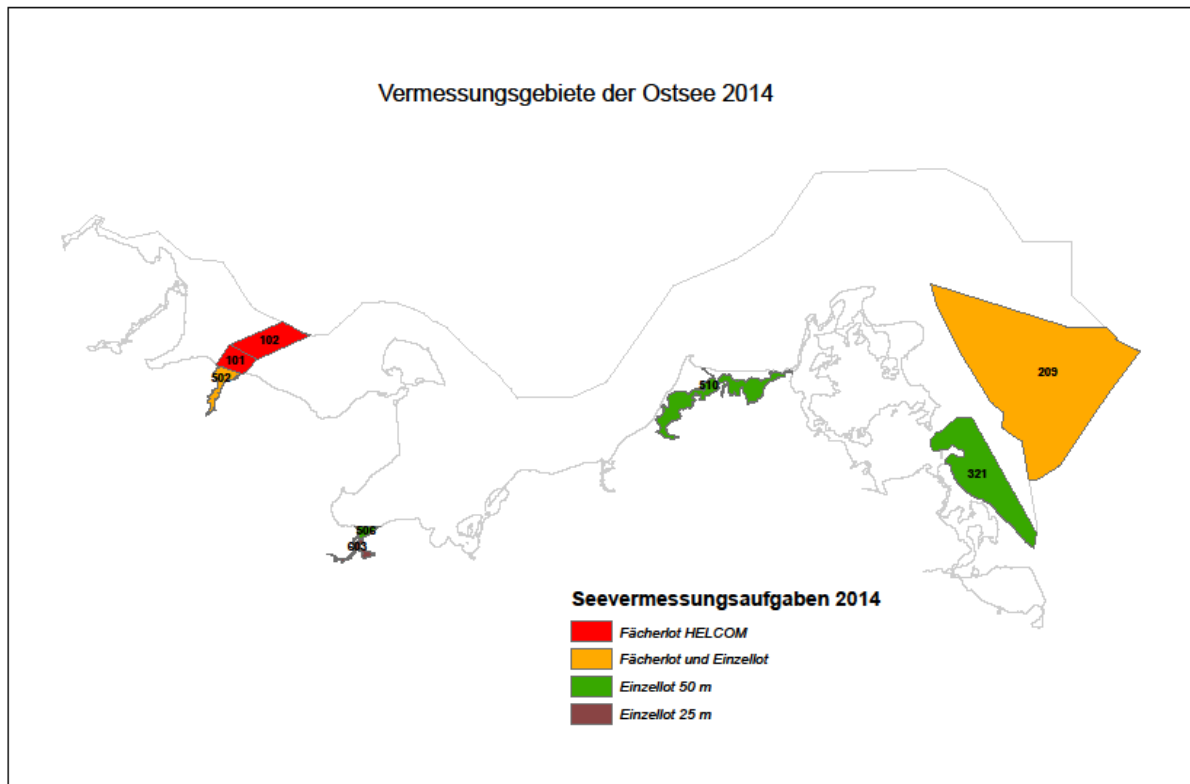 Vermessungsgebiete der Ostsee 2014
102
101
502
510
209
321
506
603
Seevermessungsaufgaben 2014
Fächerlot HELCOM
Fächerlot und Einzellot
Einzellot 50 m
Einzellot 25 m